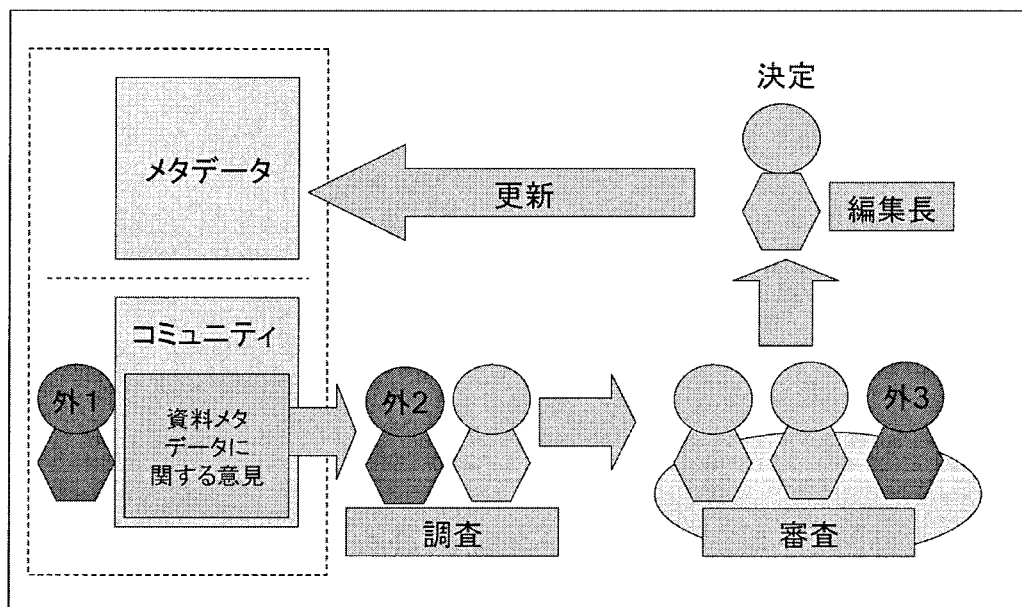 メタデータ
決定
更新
編集長
コミュニティ
外1
資料メタ
データに
関する意見
外2
調査
外3
審査